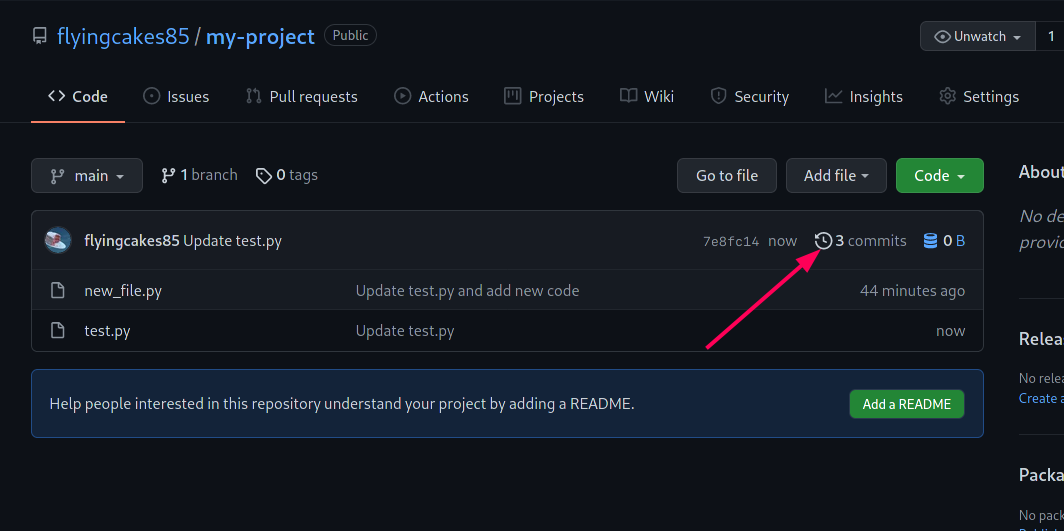 flyingcakes85 / my-project Public Unwatch 1
Code Issues Pull requests Actions Projects Wiki Security Insights Settings
main 1 branch 0 tags Go to file Add file Code
About
No de
provid
flyingcakes85 Update test.py 7e8fc14 now 3 commits 0 B
new_file.py Update test.py and add new code 44 minutes ago
test.py Update test.py now
Relea
No relea
Create a
Help people interested in this repository understand your project by adding a README. Add a README
Packa
No pack